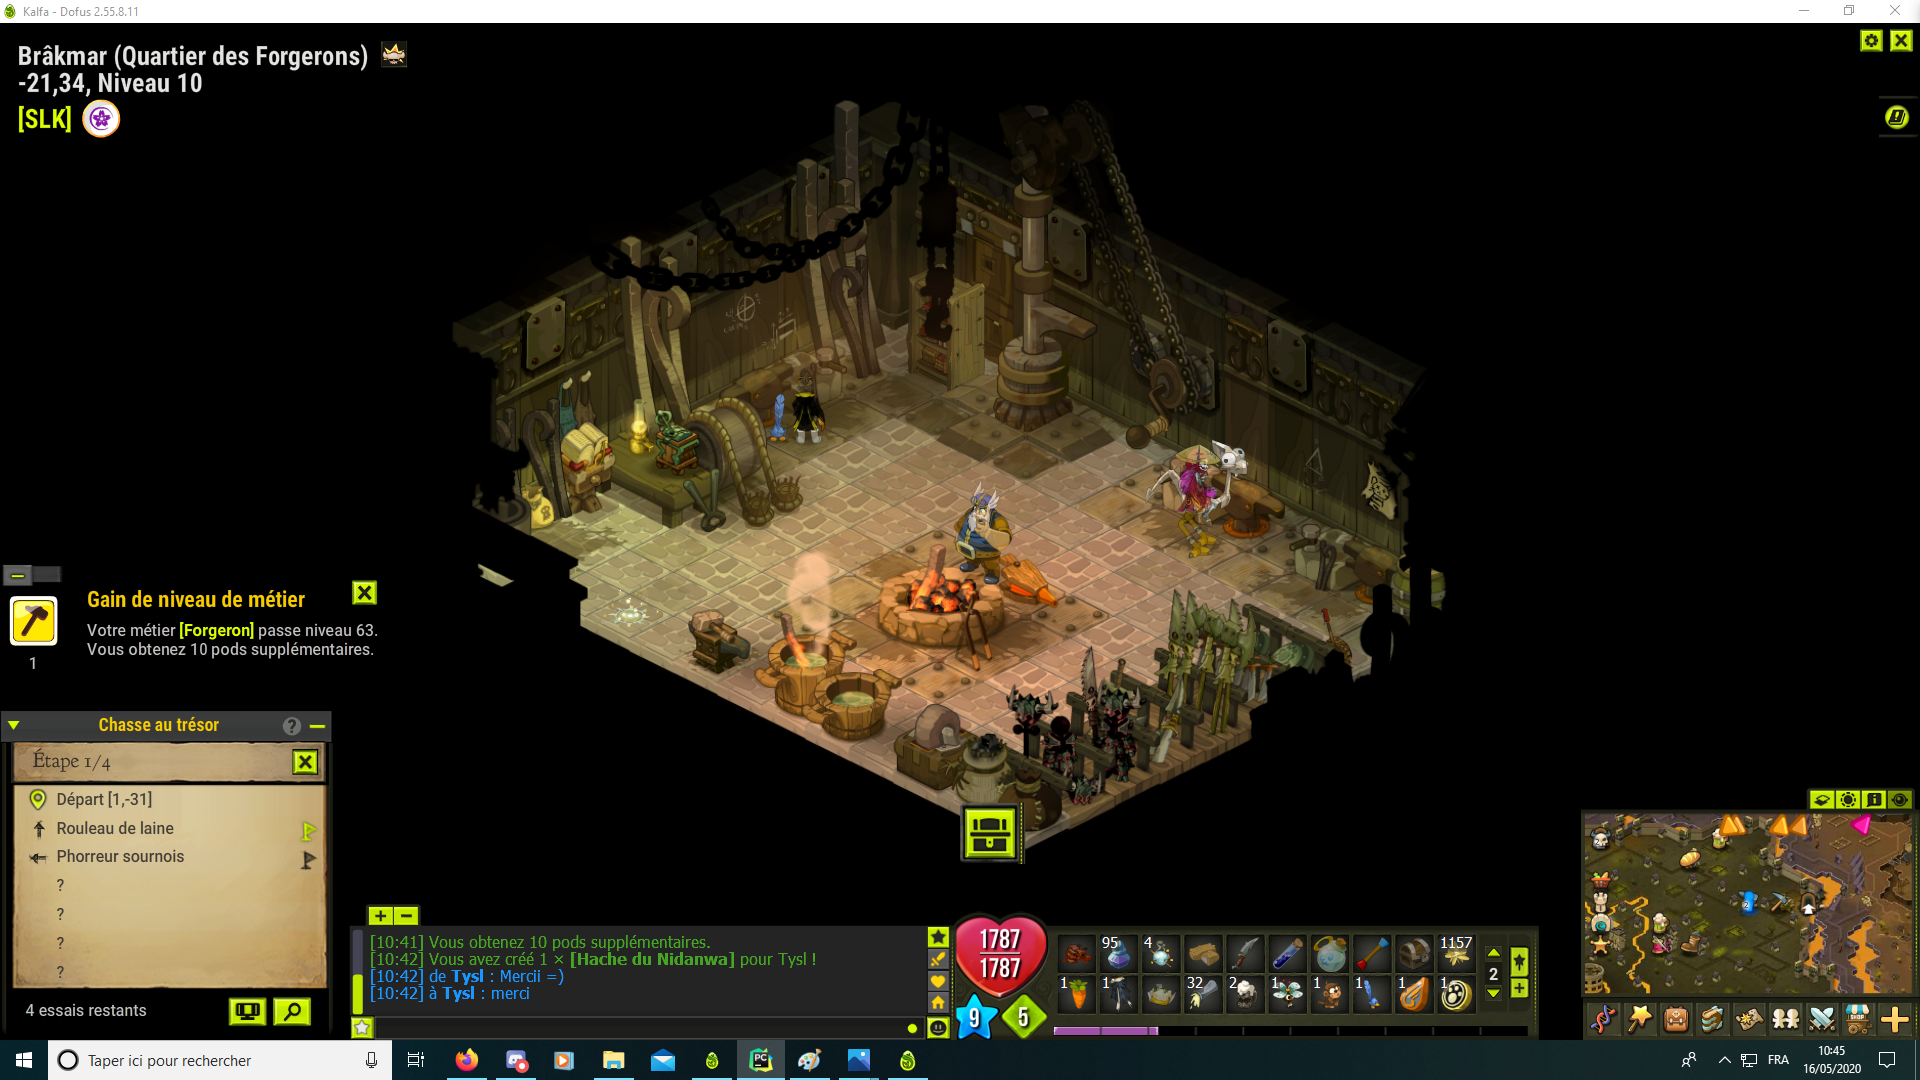 Kalfa - Dofus 2.55.8.11
Brâkmar (Quartier des Forgerons)
-21,34, Niveau 10
[SLK]
Gain de niveau de métier
Votre métier [Forgeron] passe niveau 63.
Vous obtenez 10 pods supplémentaires.
1
Chasse au trésor
?
Étape 1/4
Départ [1,-31]
Rouleau de laine
Phorreur sournois
?
?
?
?
4 essais restants
[10:41] Vous obtenez 10 pods supplémentaires.
[10:42] Vous avez créé 1 × [Hache du Nidanwa] pour Tysl !
[10:42] de Tysl : Mercii =)
[10:42] à Tysl : merci
1787
1787
9
5
95
4
1157
1
1
32
2
1
1
1
1
1
2
2
SHOP
Taper ici pour rechercher
PC
FRA
10:45
16/05/2020